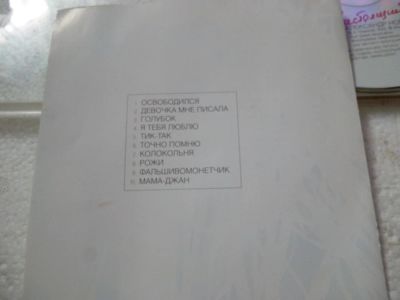 1 ОСВОБОДИЛСЯ
2 ДЕВОЧКА МНЕ ПИСАЛА
3 ГОЛУБОК
4 Я ТЕБЯ ЛЮБЛЮ
5 ТИК-ТАК
6 ТОЧНО ПОМНЮ
7 КОЛОКОЛЬНЯ
8 РОЖИ
9 ФАЛЬШИВОМОНЕТЧИК
10 МАМА-ДЖАН